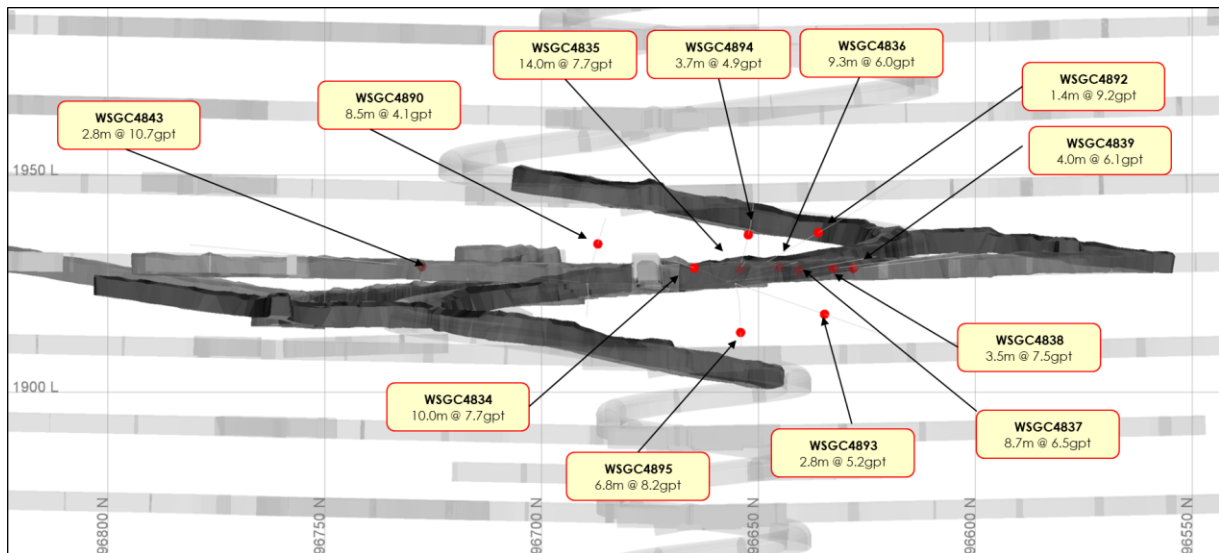 WSGC4835
14.0m @ 7.7gpt
WSGC4894
3.7m @ 4.9gpt
WSGC4836
9.3m @ 6.0gpt
WSGC4892
1.4m @ 9.2gpt
WSGC4890
8.5m @ 4.1gpt
WSGC4843
2.8m @ 10.7gpt
WSGC4839
4.0m @ 6.1gpt
1950 L
WSGC4838
3.5m @ 7.5gpt
1900 L
WSGC4834
10.0m @ 7.7gpt
WSGC4837
8.7m @ 6.5gpt
WSGC4893
2.8m @ 5.2gpt
WSGC4895
6.8m @ 8.2gpt
96800 N
96750 N
96700 N
96650 N
96600 N
96550 N